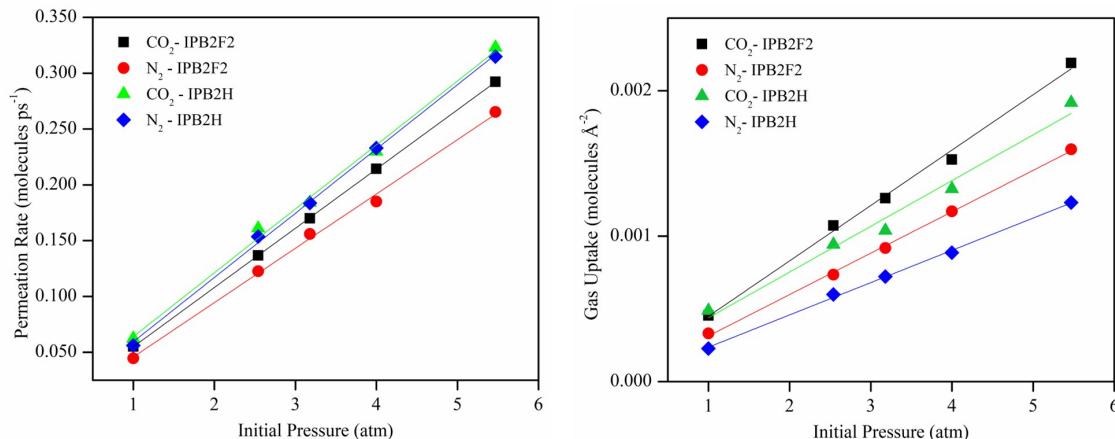 0.350
0.300
0.250
0.200
0.150
0.100
0.050
Permeation Rate (molecules ps⁻¹)
CO₂- IPB2F2
N₂- IPB2F2
CO₂ - IPB2H
N₂ - IPB2H
1 2 3 4 5 6
Initial Pressure (atm)
0.002
0.001
0.000
Gas Uptake (molecules Å⁻²)
CO₂- IPB2F2
N₂- IPB2F2
CO₂ - IPB2H
N₂- IPB2H
1 2 3 4 5 6
Initial Pressure (atm)